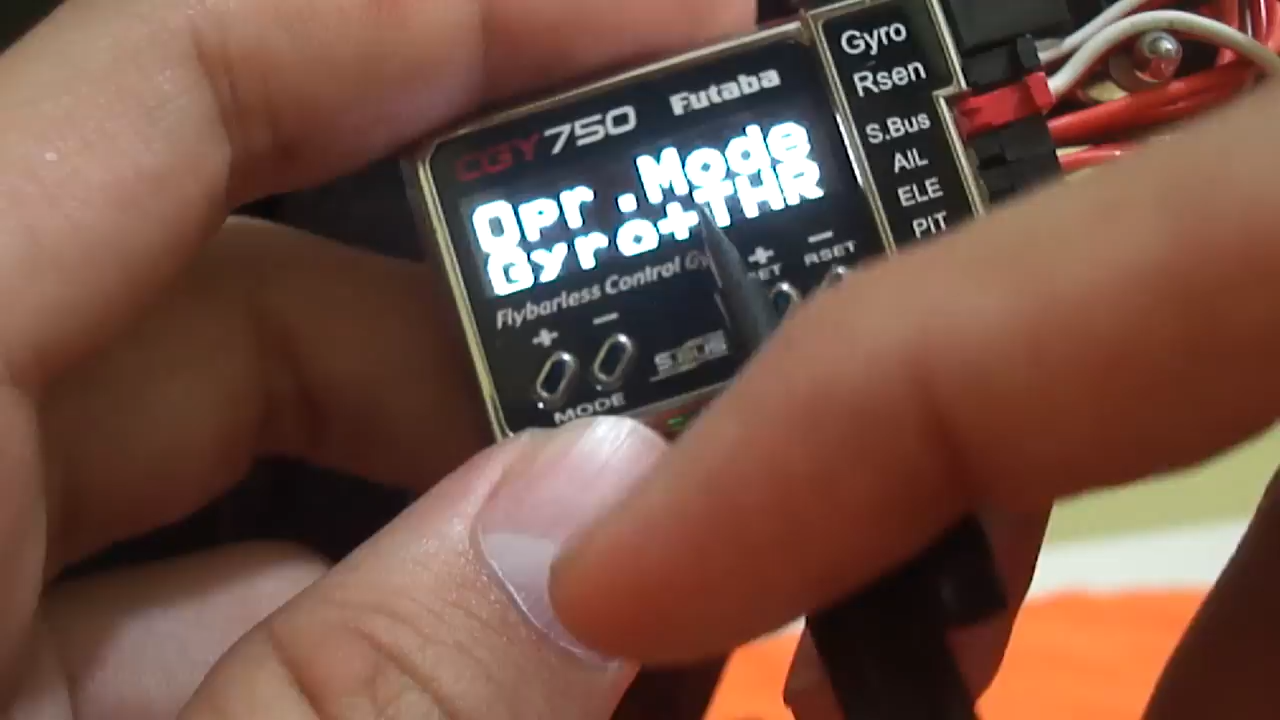 CGY750 Futaba
Opr.Mode
Gyro+THR
Flybarless Control
+ −
MODE
+ −
RSET
Gyro
Rsen
S.Bus
AIL
ELE
PIT